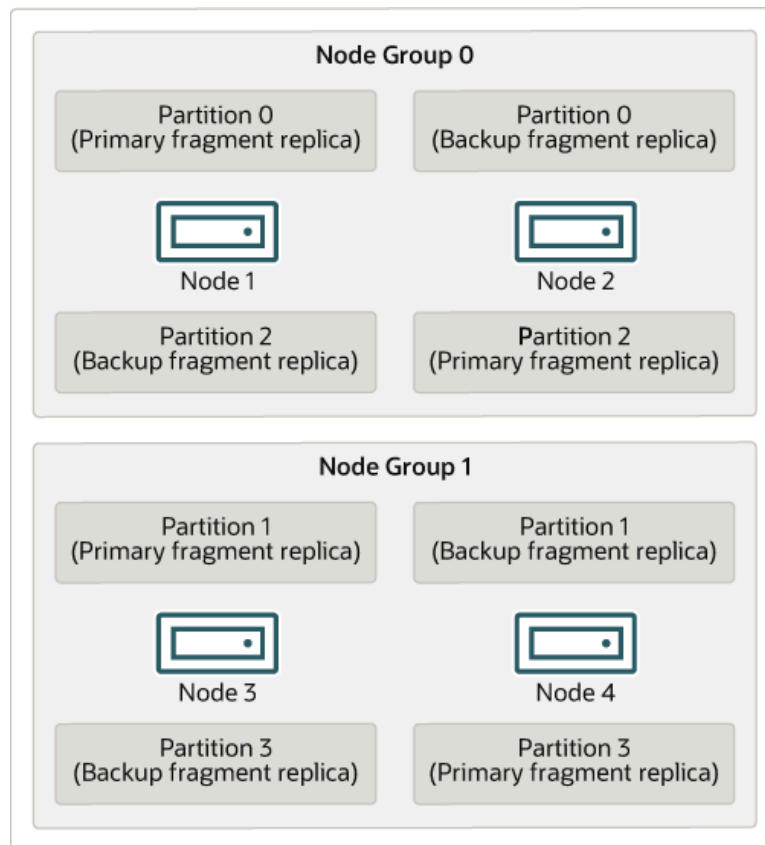 Node Group 0
Partition 0
(Primary fragment replica)
Partition 0
(Backup fragment replica)
Node 1
Node 2
Partition 2
(Backup fragment replica)
Partition 2
(Primary fragment replica)
Node Group 1
Partition 1
(Primary fragment replica)
Partition 1
(Backup fragment replica)
Node 3
Node 4
Partition 3
(Backup fragment replica)
Partition 3
(Primary fragment replica)